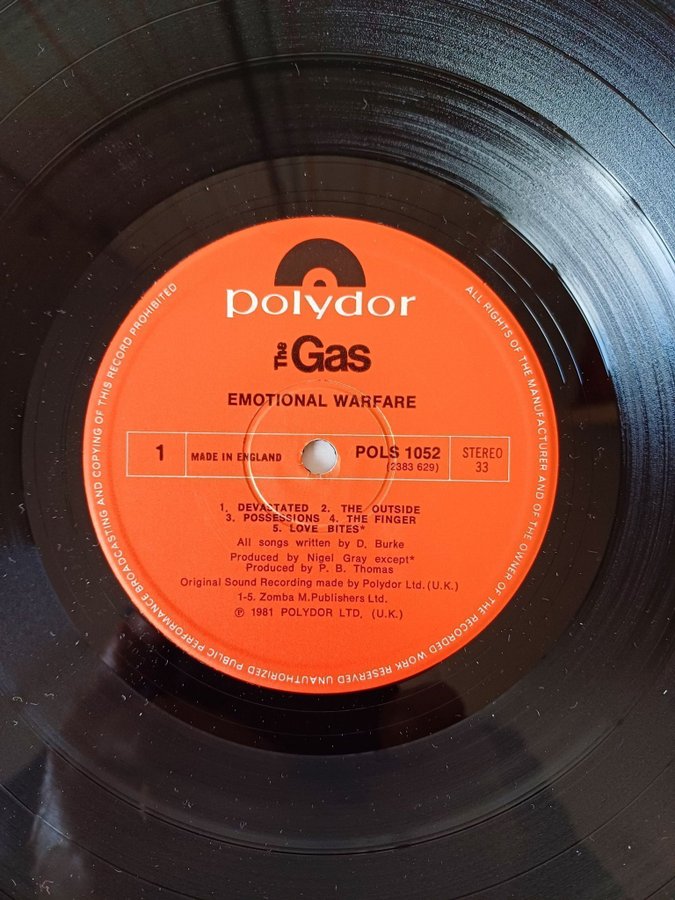 polydor
The Gas
EMOTIONAL WARFARE
1 MADE IN ENGLAND POLS 1052 STEREO
(2383 629) 33
1. DEVASTATED 2. THE OUTSIDE
3. POSSESSIONS 4. THE FINGER
5. LOVE BITES*
All songs written by D. Burke
Produced by Nigel Gray except*
Produced by P. B. Thomas
Original Sound Recording made by Polydor Ltd. (U.K.)
1-5. Zomba M.Publishers Ltd.
℗ 1981 POLYDOR LTD, (U.K.)
ALL RIGHTS OF THE MANUFACTURER AND OF THE OWNER OF THE RECORDED WORK RESERVED UNAUTHORIZED PUBLIC PERFORMANCE BROADCASTING AND COPYING OF THIS RECORD PROHIBITED